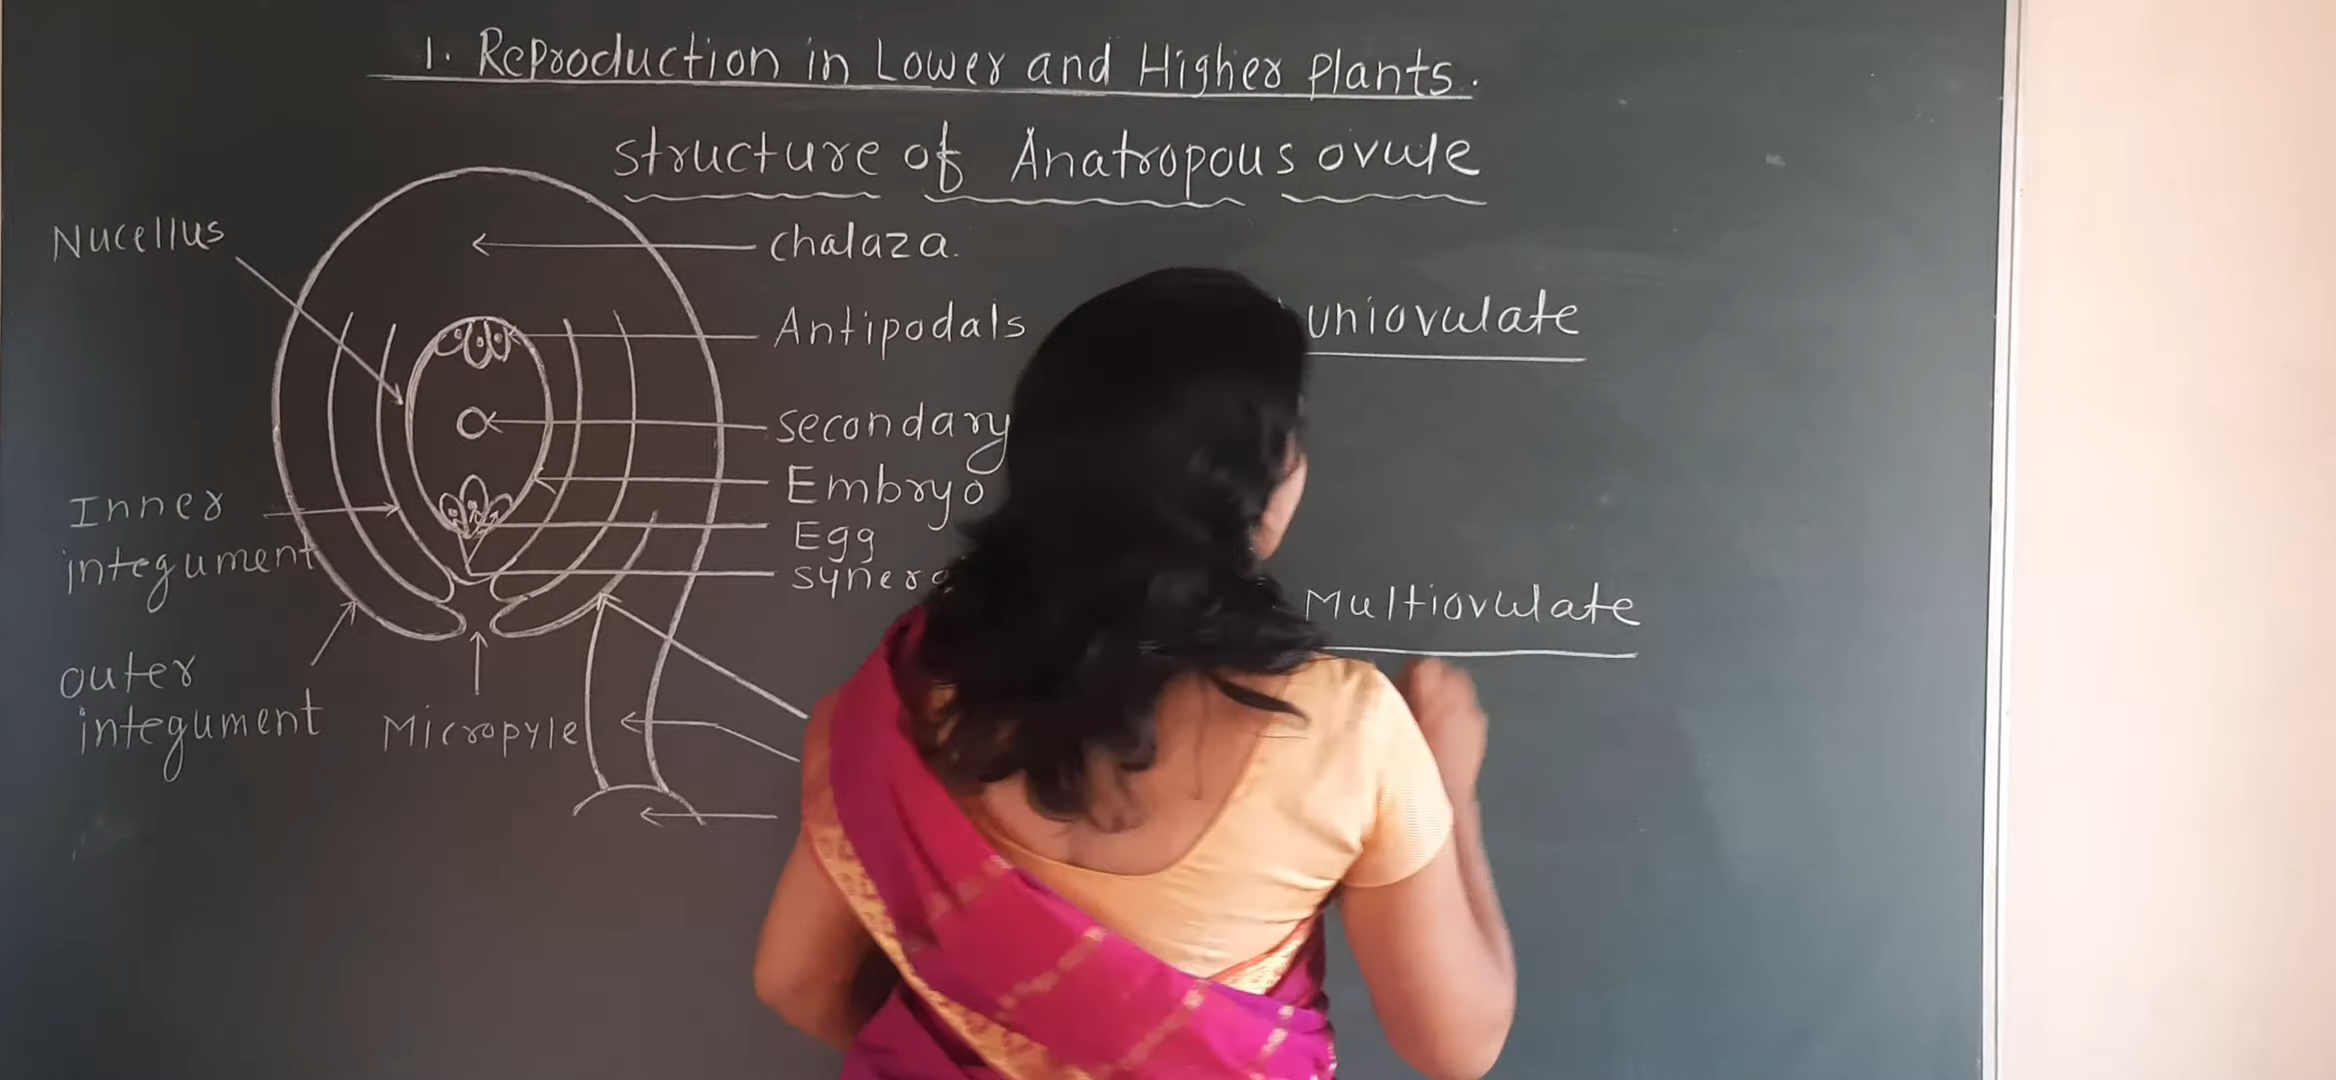 1. Reproduction in Lower and Higher Plants.
Structure of Anatropous ovule
Nucellus
Chalaza.
Antipodals
uniovulate
secondary
Embryo
Inner
integument
Egg
Multiovulate
outer
integument
Micropyle